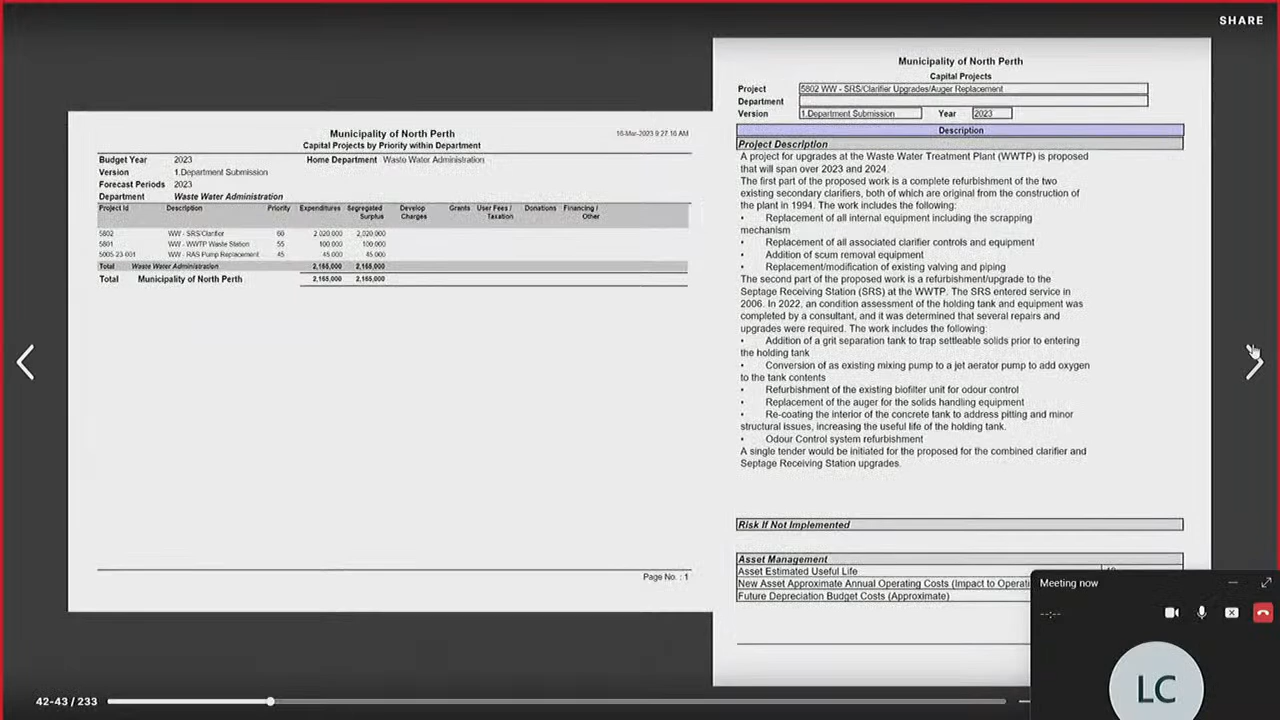 SHARE
Municipality of North Perth
16-Mar-2023 9:27:16 AM
Capital Projects by Priority within Department
Budget Year 2023 Home Department Waste Water Administration
Version 1.Department Submission
Forecast Periods 2023
Department Waste Water Administration
Project Id Description Priority Expenditures Segregated Surplus Develop Charges Grants User Fees / Taxation Donations Financing / Other
5802 WW - SRS/Clarifier 60 2,020,000 2,020,000
5801 WW - WWTP Waste Station 55 100,000 100,000
5005-23-001 WW - RAS Pump Replacement 45 45,000 45,000
Total Waste Water Administration 2,165,000 2,165,000
Total Municipality of North Perth 2,165,000 2,165,000
Page No. : 1
Municipality of North Perth
Capital Projects
Project 5802 WW - SRS/Clarifier Upgrades/Auger Replacement
Department
Version 1.Department Submission Year 2023
Description
Project Description
A project for upgrades at the Waste Water Treatment Plant (WWTP) is proposed
that will span over 2023 and 2024.
The first part of the proposed work is a complete refurbishment of the two
existing secondary clarifiers, both of which are original from the construction of
the plant in 1994. The work includes the following:
• Replacement of all internal equipment including the scrapping
mechanism
• Replacement of all associated clarifier controls and equipment
• Addition of scum removal equipment
• Replacement/modification of existing valving and piping
The second part of the proposed work is a refurbishment/upgrade to the
Septage Receiving Station (SRS) at the WWTP. The SRS entered service in
2006. In 2022, an condition assessment of the holding tank and equipment was
completed by a consultant, and it was determined that several repairs and
upgrades were required. The work includes the following:
• Addition of a grit separation tank to trap settleable solids prior to entering
the holding tank
• Conversion of as existing mixing pump to a jet aerator pump to add oxygen
to the tank contents
• Refurbishment of the existing biofilter unit for odour control
• Replacement of the auger for the solids handling equipment
• Re-coating the interior of the concrete tank to address pitting and minor
structural issues, increasing the useful life of the holding tank.
• Odour Control system refurbishment
A single tender would be initiated for the proposed for the combined clarifier and
Septage Receiving Station upgrades.
Risk If Not Implemented
Asset Management
Asset Estimated Useful Life
New Asset Approximate Annual Operating Costs (Impact to
Future Depreciation Budget Costs (Approximate)
Meeting now
--:--
LC
42-43 / 233